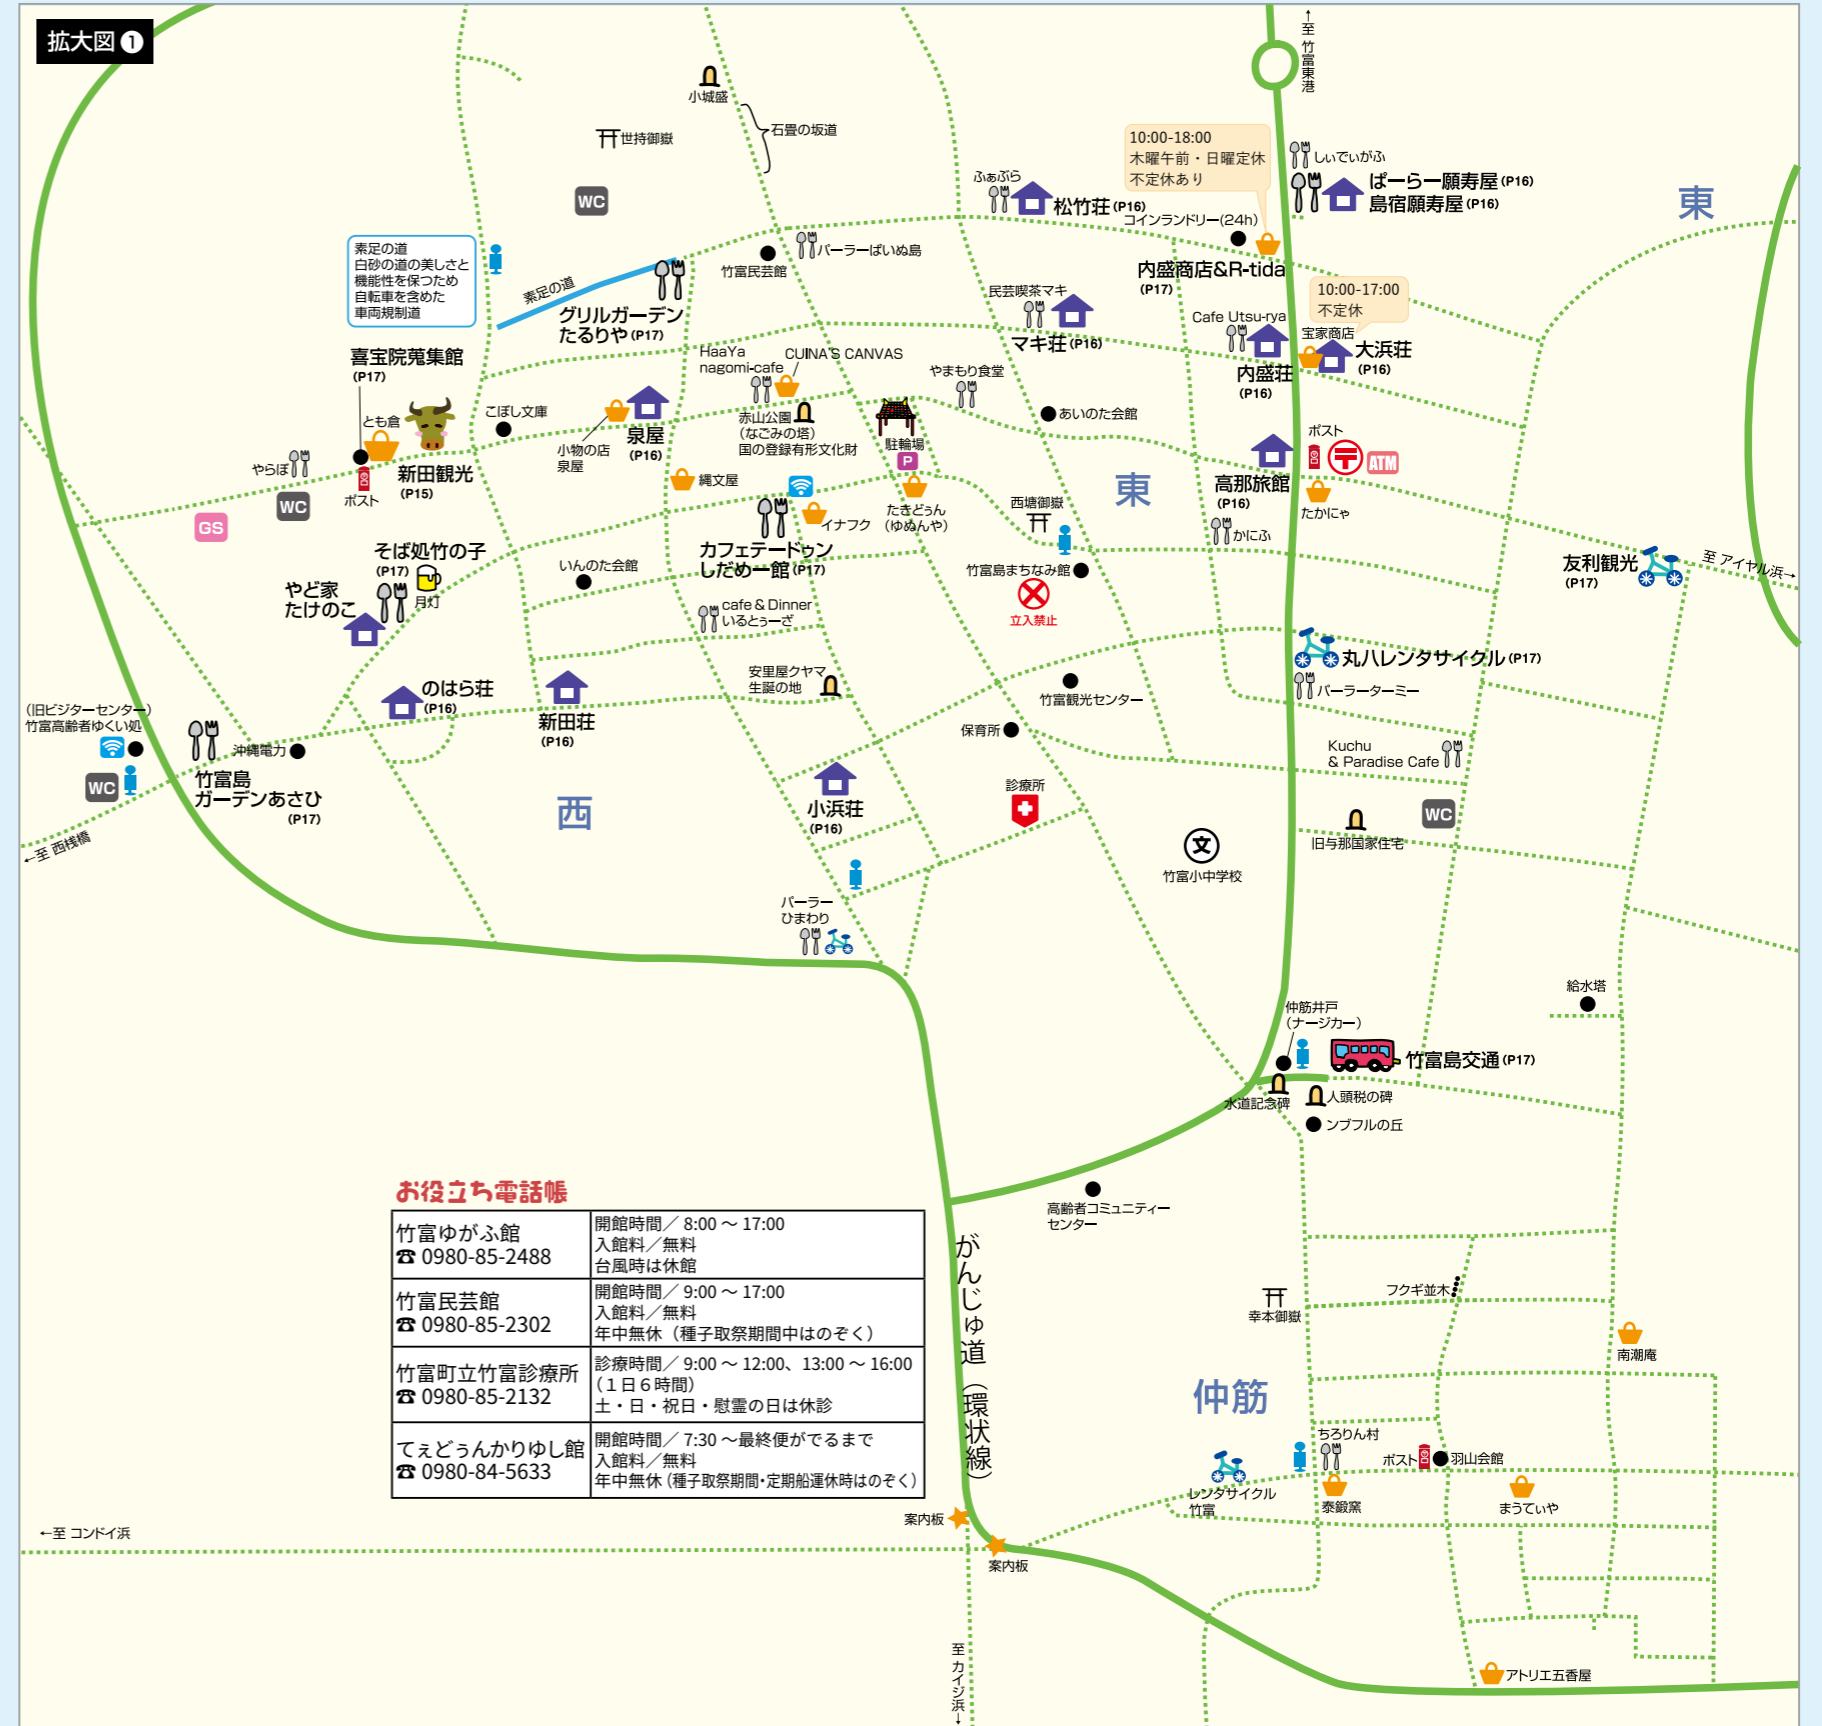 拡大図 ❶
↑至 竹富東港
小城盛
石畳の坂道
世持御嶽
WC
10:00-18:00
木曜午前・日曜定休
不定休あり
しぃでぃがふ
ぱーらー願寿屋(P16)
島宿願寿屋(P16)
東
ふぁぶら
松竹荘(P16)
コインランドリー(24h)
内盛商店&R-tida
(P17)
素足の道
白砂の道の美しさと
機能性を保つため
自転車を含めた
車両規制道
素足の道
グリルガーデン
たるりや(P17)
竹富民芸館
パーラーぱいぬ島
民芸喫茶マキ
マキ荘(P16)
Cafe Utsu-rya
内盛荘
(P16)
10:00-17:00
不定休
宝家商店
大浜荘
(P16)
喜宝院蒐集館
(P17)
とも倉
こぼし文庫
新田観光
(P15)
やらぼ
ポスト
WC
GS
小物の店
泉屋
泉屋
(P16)
HaaYa
nagomi-cafe
CUINA'S CANVAS
赤山公園
(なごみの塔)
国の登録有形文化財
駐輪場
P
やまもり食堂
あいのた会館
縄文屋
イナフク
たきどぅん
(ゆぬんや)
カフェテードゥン
しだめー館(P17)
西塘御嶽
東
竹富島まちなみ館
立入禁止
高那旅館
(P16)
ポスト
ATM
たかにゃ
かにふ
友利観光
(P17)
至 アイヤル浜→
そば処竹の子
(P17)
月灯
やど家
たけのこ
いんのた会館
cafe & Dinner
いるとぅーざ
丸八レンタサイクル(P17)
パーラーターミー
のはら荘
(P16)
新田荘
(P16)
安里屋クヤマ
生誕の地
竹富観光センター
保育所
(旧ビジターセンター)
竹富高齢者ゆくい処
WC
沖縄電力
竹富島
ガーデンあさひ
(P17)
←至 西桟橋
西
小浜荘
(P16)
診療所
Kuchu
& Paradise Cafe
WC
旧与那国家住宅
文
竹富小中学校
パーラー
ひまわり
給水塔
仲筋井戸
(ナージカー)
竹富島交通(P17)
水道記念碑
人頭税の碑
ンブフルの丘
高齢者コミュニティー
センター
お役立ち電話帳
竹富ゆがふ館
☎ 0980-85-2488
開館時間／ 8:00 ～ 17:00
入館料／無料
台風時は休館
竹富民芸館
☎ 0980-85-2302
開館時間／ 9:00 ～ 17:00
入館料／無料
年中無休（種子取祭期間中はのぞく）
竹富町立竹富診療所
☎ 0980-85-2132
診療時間／ 9:00 ～ 12:00、13:00 ～ 16:00
（１日６時間）
土・日・祝日・慰霊の日は休診
てぇどぅんかりゆし館
☎ 0980-84-5633
開館時間／ 7:30 ～最終便がでるまで
入館料／無料
年中無休（種子取祭期間・定期船運休時はのぞく）
がんじゅ道（環状線）
幸本御嶽
フクギ並木
南潮庵
仲筋
ちろりん村
ポスト
羽山会館
レンタサイクル
竹富
泰鍛窯
まうてぃや
案内板
案内板
←至 コンドイ浜
至 カイジ浜↓
アトリエ五香屋